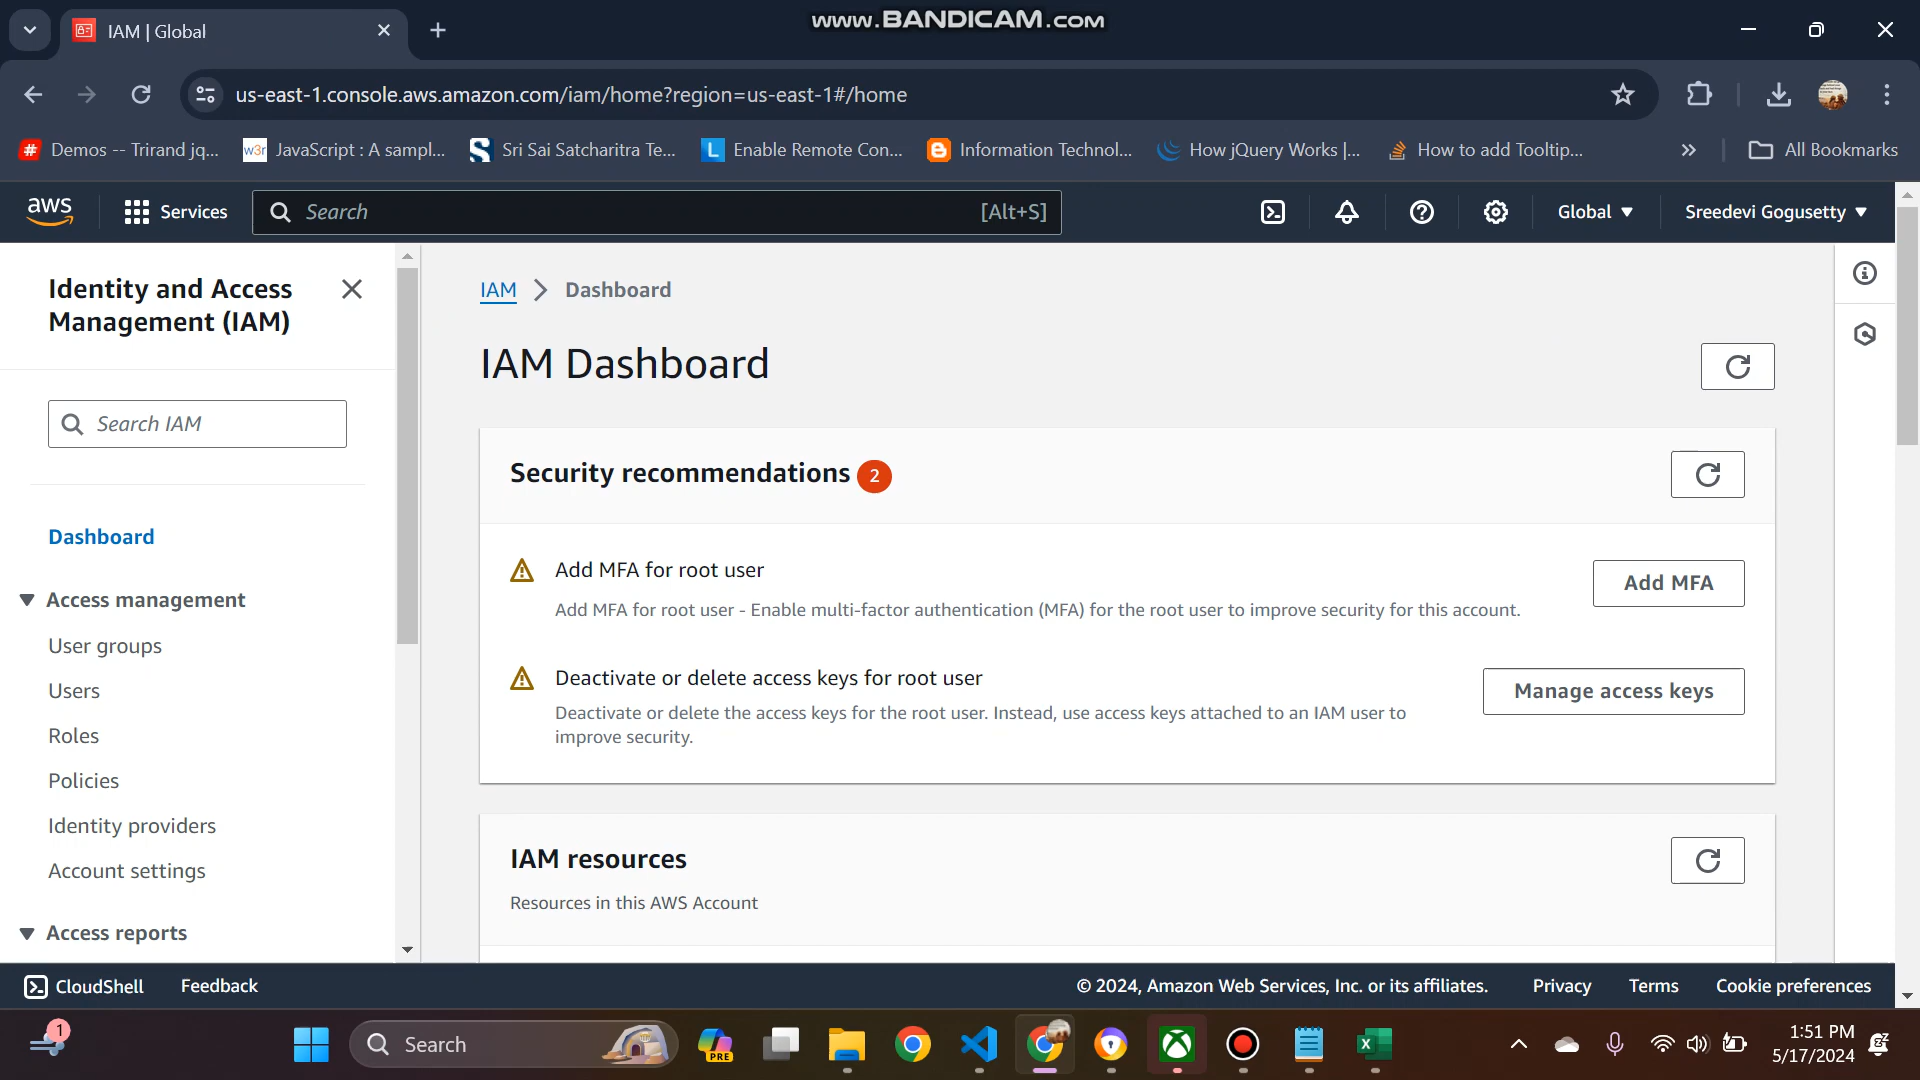 IAM | Global
www.BANDICAM.com
us-east-1.console.aws.amazon.com/iam/home?region=us-east-1#/home
# Demos -- Trirand jq...
w3r JavaScript : A sampl...
S Sri Sai Satcharitra Te...
L Enable Remote Con...
Information Technol...
How jQuery Works |...
How to add Tooltip...
»
All Bookmarks
aws
Services
Search
[Alt+S]
Global
Sreedevi Gogusetty
Identity and Access
Management (IAM)
Search IAM
Dashboard
Access management
User groups
Users
Roles
Policies
Identity providers
Account settings
Access reports
IAM > Dashboard
IAM Dashboard
Security recommendations 2
Add MFA for root user
Add MFA for root user - Enable multi-factor authentication (MFA) for the root user to improve security for this account.
Add MFA
Deactivate or delete access keys for root user
Deactivate or delete the access keys for the root user. Instead, use access keys attached to an IAM user to
improve security.
Manage access keys
IAM resources
Resources in this AWS Account
CloudShell
Feedback
© 2024, Amazon Web Services, Inc. or its affiliates.
Privacy
Terms
Cookie preferences
1
Search
PRE
1:51 PM
5/17/2024